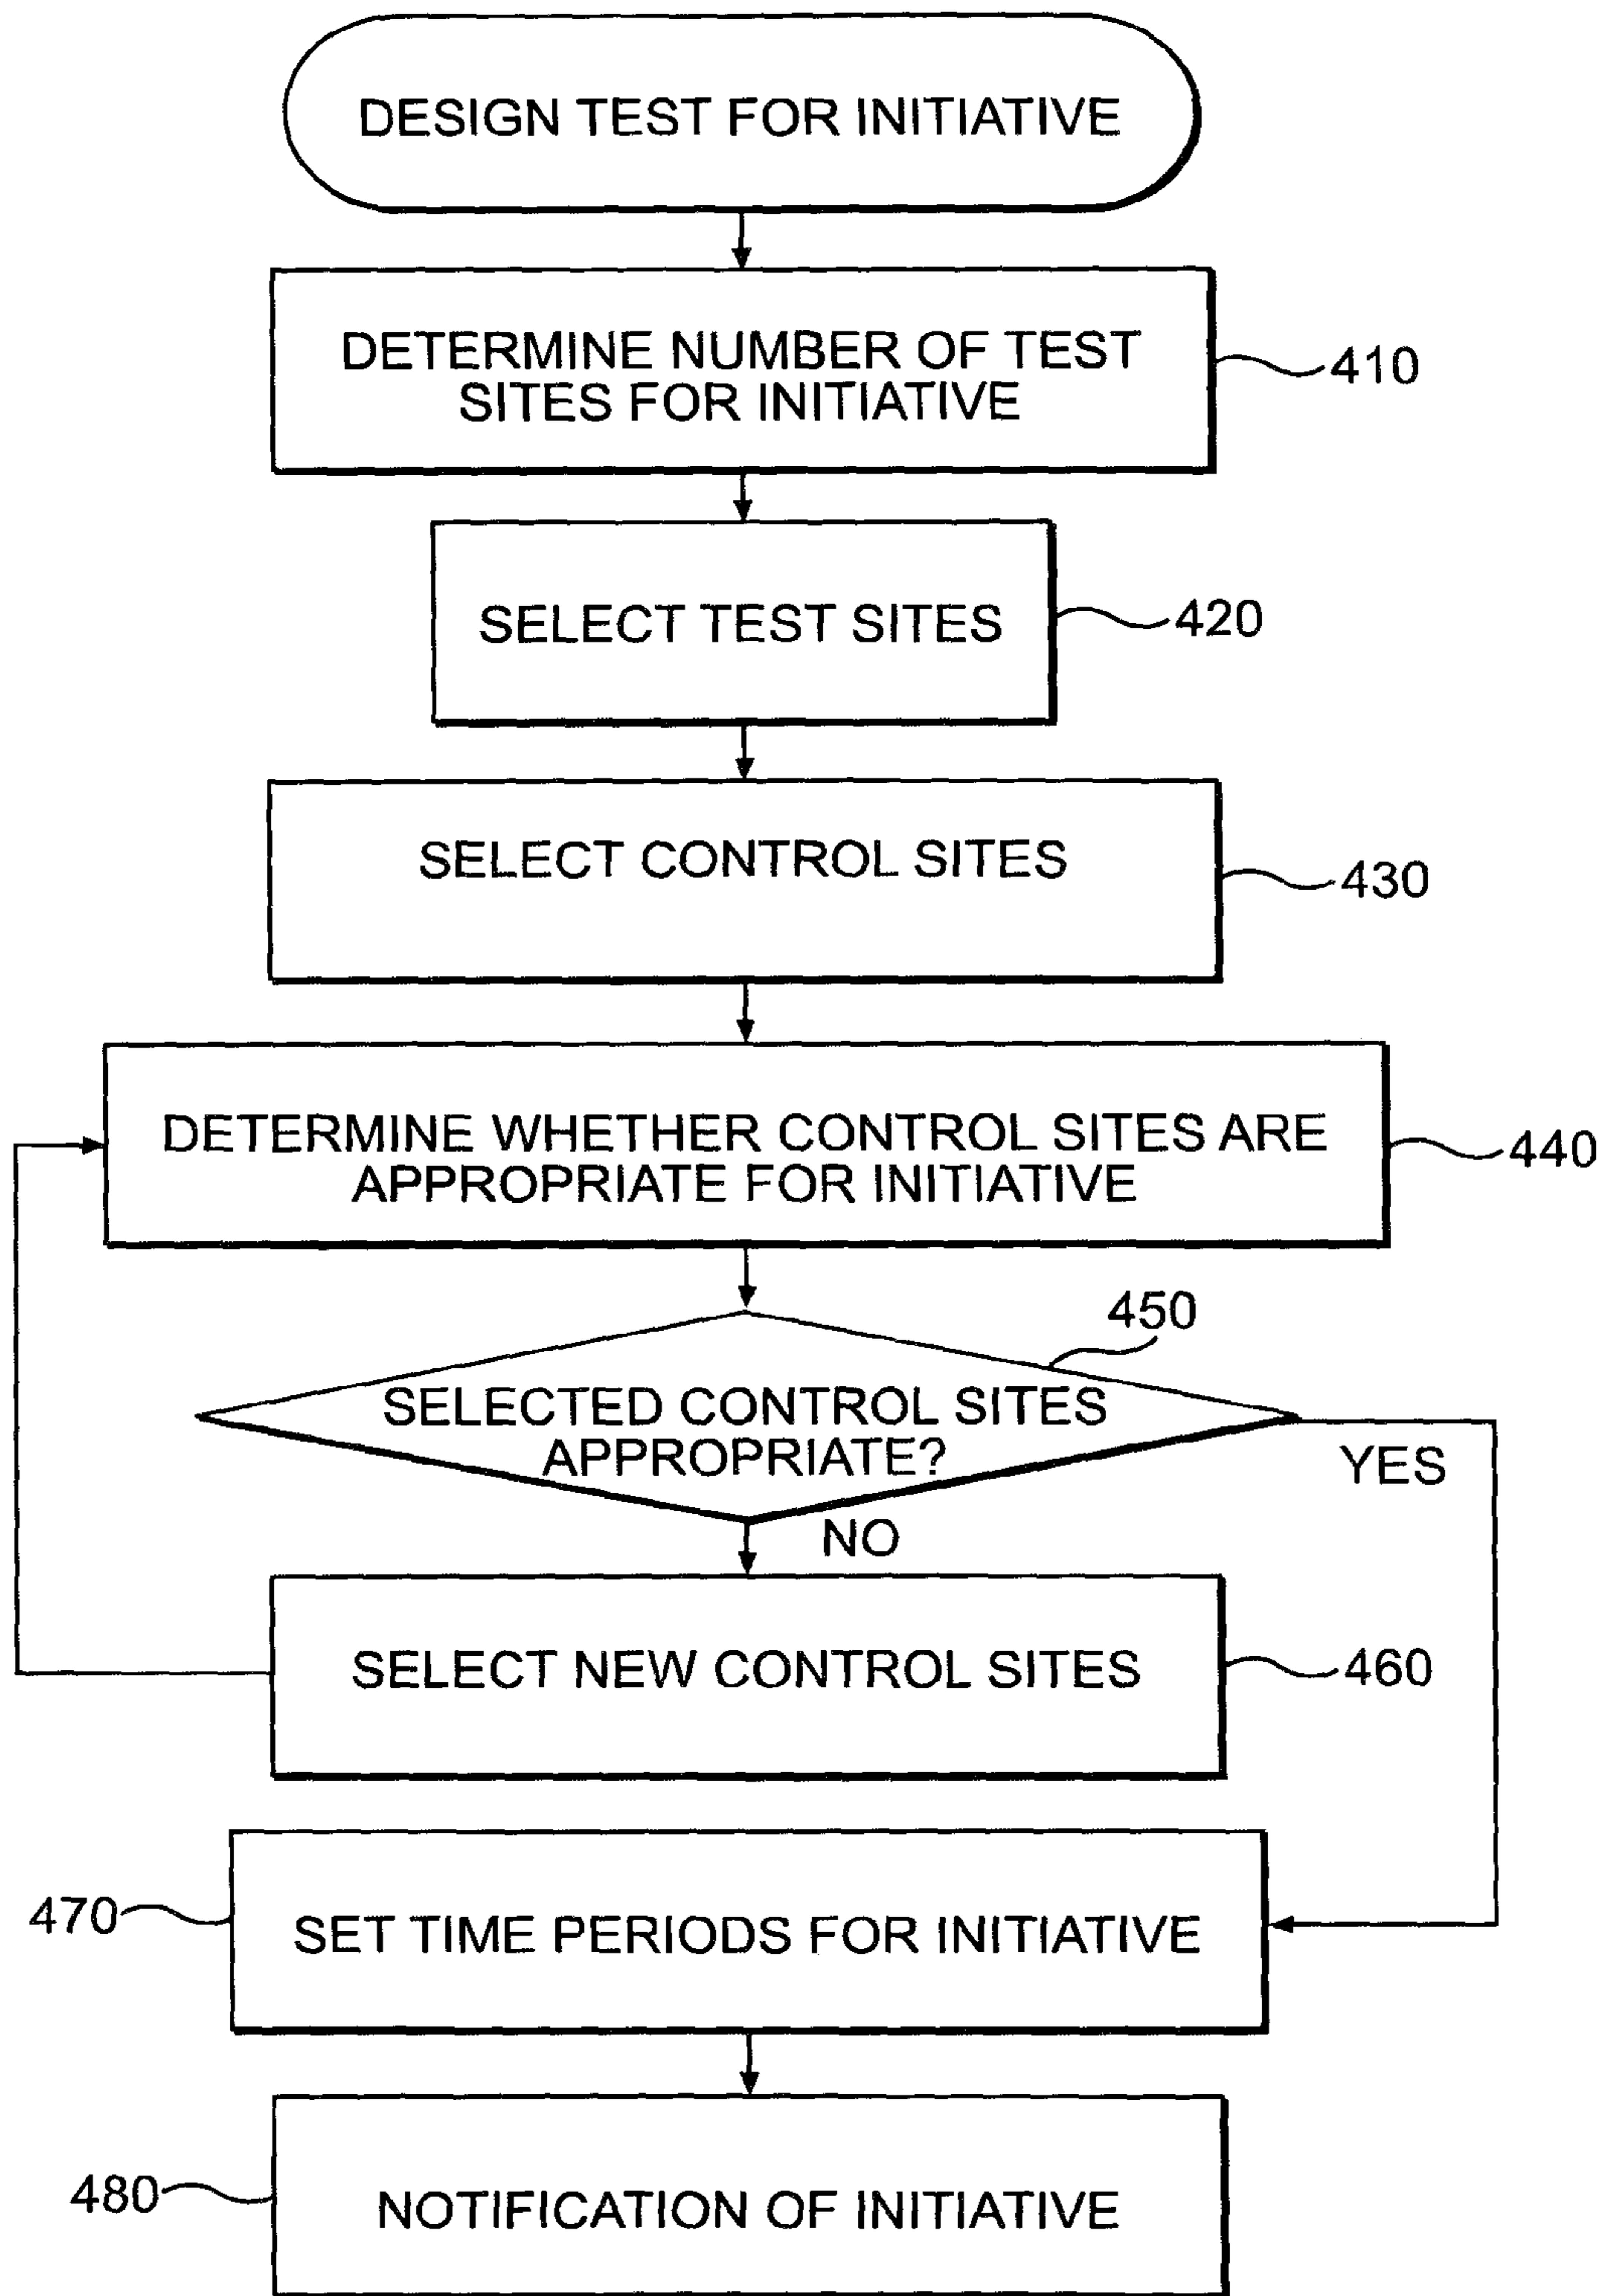 DESIGN TEST FOR INITIATIVE
DETERMINE NUMBER OF TEST
SITES FOR INITIATIVE
410
SELECT TEST SITES
420
SELECT CONTROL SITES
430
DETERMINE WHETHER CONTROL SITES ARE
APPROPRIATE FOR INITIATIVE
440
450
SELECTED CONTROL SITES
APPROPRIATE?
YES
NO
SELECT NEW CONTROL SITES
460
470
SET TIME PERIODS FOR INITIATIVE
480
NOTIFICATION OF INITIATIVE